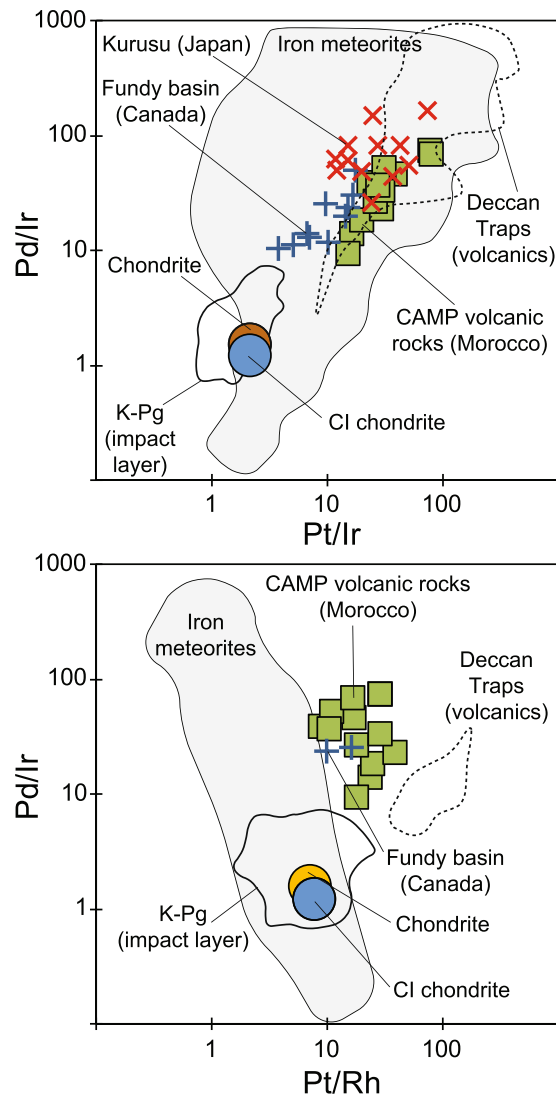 1000
Kurusu (Japan)
Iron meteorites
Fundy basin
(Canada)
100
Pd/Ir
Deccan
Traps
(volcanics)
10
Chondrite
CAMP volcanic
rocks (Morocco)
1
K-Pg
(impact
layer)
CI chondrite
1
10
100
Pt/Ir
1000
CAMP volcanic rocks
(Morocco)
Iron
meteorites
Deccan
Traps
(volcanics)
100
Pd/Ir
10
Fundy basin
(Canada)
K-Pg
(impact layer)
Chondrite
1
CI chondrite
1
10
100
Pt/Rh